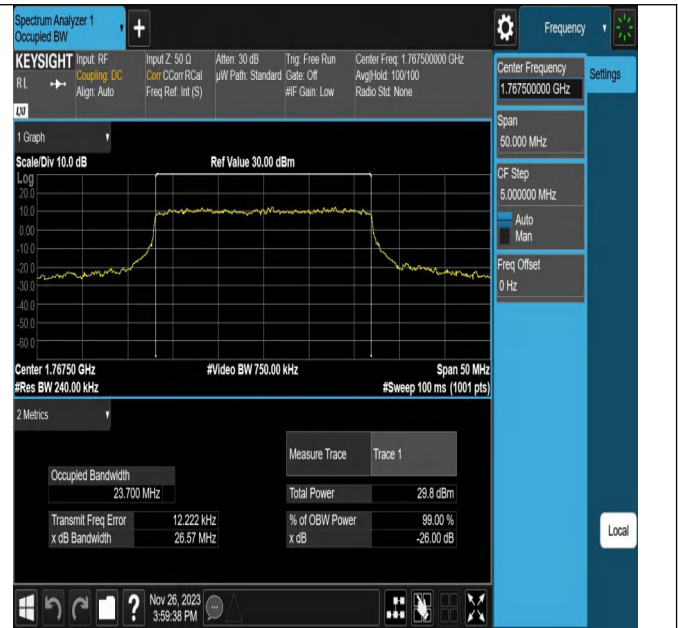 Spectrum Analyzer 1
Occupied BW
Frequency
KEYSIGHT
RL
LXI
Input: RF
Coupling: DC
Align: Auto
Input Z: 50 Ω
Corr CCorr RCal
Freq Ref: Int (S)
Atten: 30 dB
µW Path: Standard
Trig: Free Run
Gate: Off
#IF Gain: Low
Center Freq: 1.767500000 GHz
Avg|Hold: 100/100
Radio Std: None
Center Frequency
1.767500000 GHz
Settings
Span
50.000 MHz
CF Step
5.000000 MHz
Auto
Man
Freq Offset
0 Hz
Local
1 Graph
Scale/Div 10.0 dB
Ref Value 30.00 dBm
Log
20.0
10.0
0.00
-10.0
-20.0
-30.0
-40.0
-50.0
-60.0
Center 1.76750 GHz
#Video BW 750.00 kHz
Span 50 MHz
#Res BW 240.00 kHz
#Sweep 100 ms (1001 pts)
2 Metrics
Measure Trace
Trace 1
Occupied Bandwidth
23.700 MHz
Total Power
29.8 dBm
Transmit Freq Error
12.222 kHz
% of OBW Power
99.00 %
x dB Bandwidth
26.57 MHz
x dB
-26.00 dB
?
Nov 26, 2023
3:59:38 PM